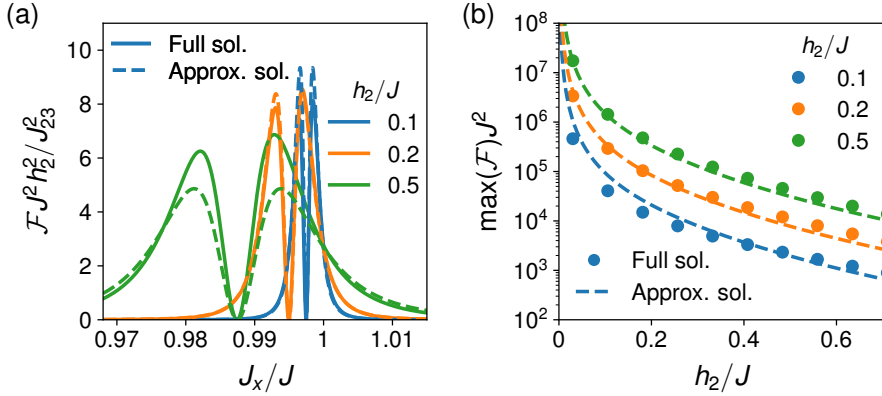 (a)
10
8
6
4
2
0
ℱJ²h₂²/J₂₃²
Full sol.
Approx. sol.
h₂/J
0.1
0.2
0.5
0.97
0.98
0.99
1
1.01
Jₓ/J
(b)
10⁸
10⁷
10⁶
10⁵
10⁴
10³
10²
max(ℱ)J²
h₂/J
0.1
0.2
0.5
Full sol.
Approx. sol.
0
0.2
0.4
0.6
h₂/J